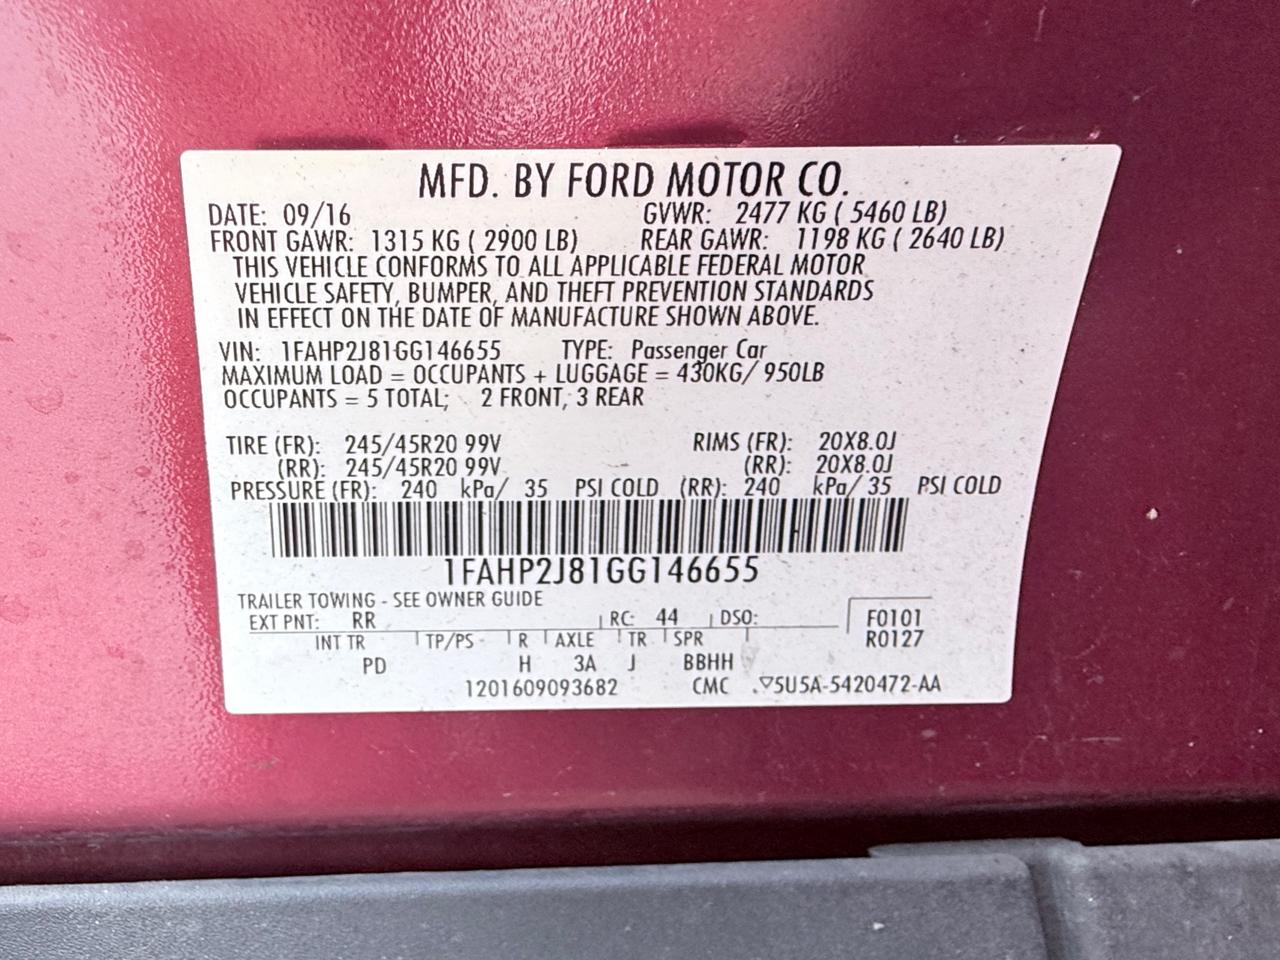 MFD. BY FORD MOTOR CO.
DATE: 09/16 GVWR: 2477 KG ( 5460 LB)
FRONT GAWR: 1315 KG ( 2900 LB) REAR GAWR: 1198 KG ( 2640 LB)
THIS VEHICLE CONFORMS TO ALL APPLICABLE FEDERAL MOTOR
VEHICLE SAFETY, BUMPER, AND THEFT PREVENTION STANDARDS
IN EFFECT ON THE DATE OF MANUFACTURE SHOWN ABOVE.
VIN: 1FAHP2J81GG146655 TYPE: Passenger Car
MAXIMUM LOAD = OCCUPANTS + LUGGAGE = 430KG/ 950LB
OCCUPANTS = 5 TOTAL; 2 FRONT, 3 REAR
TIRE (FR): 245/45R20 99V RIMS (FR): 20X8.0J
(RR): 245/45R20 99V (RR): 20X8.0J
PRESSURE (FR): 240 kPa/ 35 PSI COLD (RR): 240 kPa/ 35 PSI COLD
1FAHP2J81GG146655
TRAILER TOWING - SEE OWNER GUIDE
EXT PNT: RR RC: 44 DSO: F0101
INT TR TP/PS R AXLE TR SPR R0127
PD H 3A J BBHH
1201609093682 CMC ▽5U5A-5420472-AA